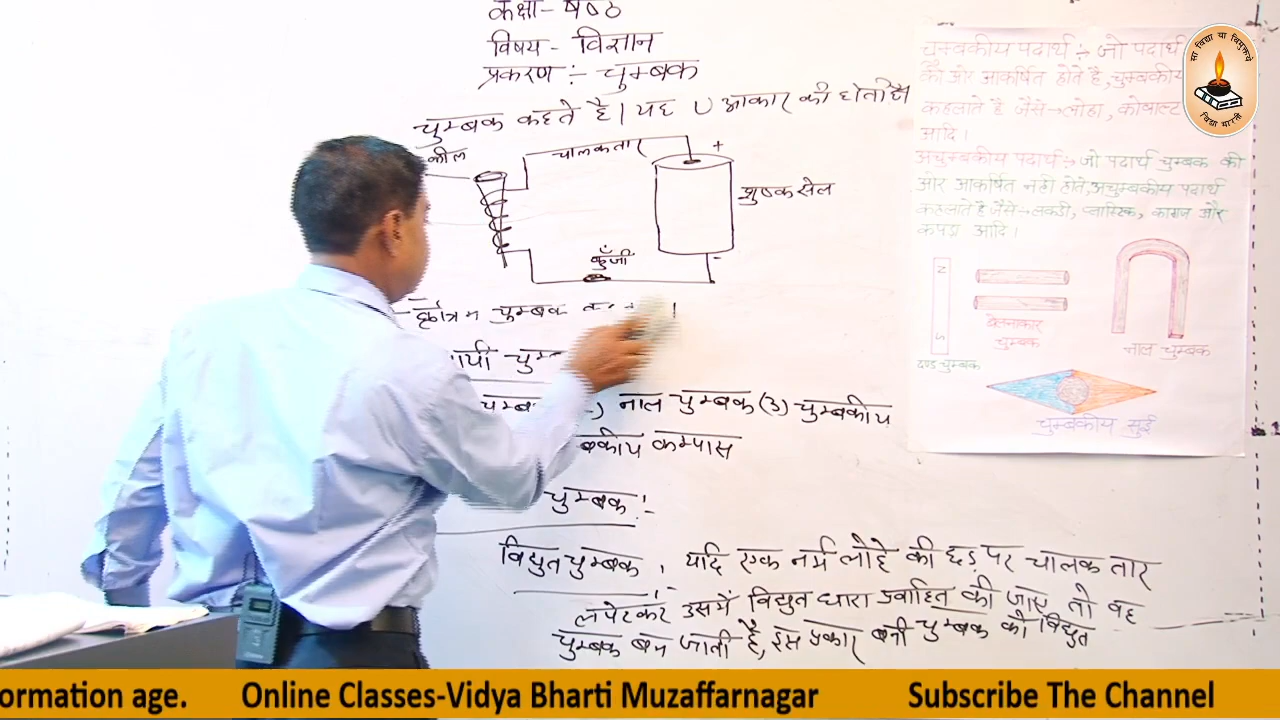 कक्षा- षष्ठ
विषय - विज्ञान
प्रकरण :- चुम्बक
चुम्बक कहते है। यह U आकार की होती है
कील
चालक तार
+
शुष्क सेल
-
कुँजी
चुम्बक
नाल चुम्बक (3) चुम्बकीय
कम्पास
चुम्बक :-
विद्युत चुम्बक :- यदि एक नर्म लोहे की छड़ पर चालक तार
लपेटकर उसमें विद्युत धारा प्रवाहित की जाए तो वह
चुम्बक बन जाती है, इस प्रकार बनी चुम्बक को विद्युत
चुम्बकीय पदार्थ :- जो पदार्थ
की ओर आकर्षित होते है, चुम्बकीय
कहलाते है जैसे → लोहा, कोबाल्ट
आदि।
अचुम्बकीय पदार्थ :- जो पदार्थ चुम्बक की
ओर आकर्षित नही होते, अचुम्बकीय पदार्थ
कहलाते है जैसे → लकडी, प्लास्टिक, कागज और
कपडा आदि।
N
S
दण्ड चुम्बक
बेलनाकार
चुम्बक
नाल चुम्बक
चुम्बकीय सुई
सा विद्या या विमुक्तये
विद्या भारती
ormation age. Online Classes-Vidya Bharti Muzaffarnagar Subscribe The Channel